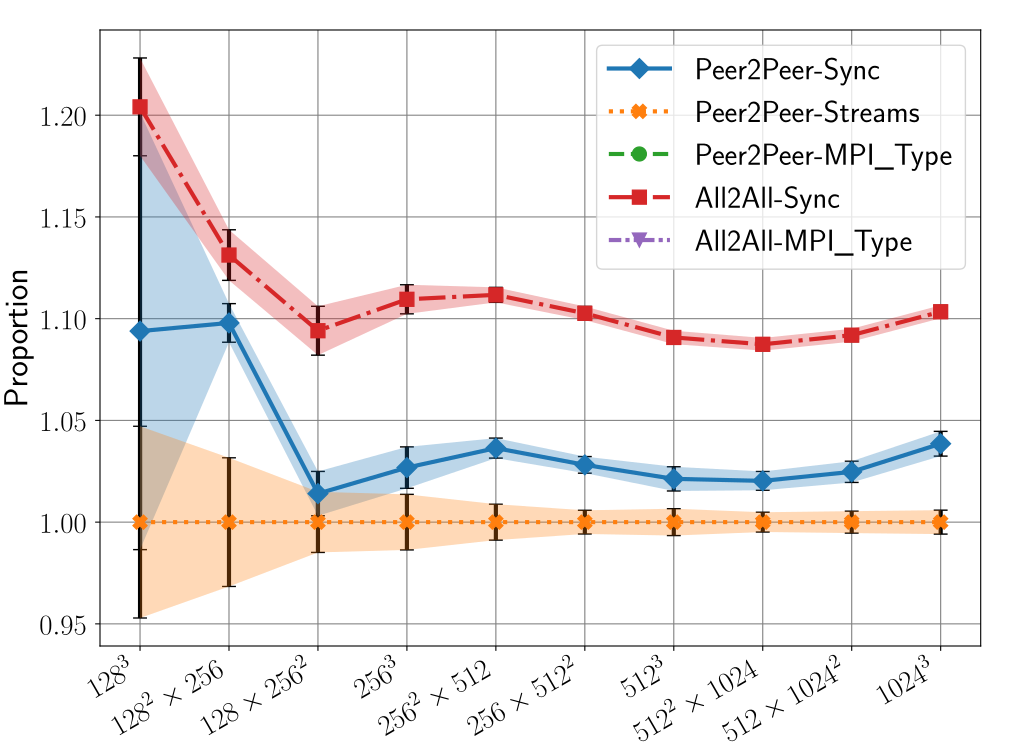 Proportion
1.20
1.15
1.10
1.05
1.00
0.95
Peer2Peer-Sync
Peer2Peer-Streams
Peer2Peer-MPI_Type
All2All-Sync
All2All-MPI_Type
128³
128² × 256
128 × 256²
256³
256² × 512
256 × 512²
512³
512² × 1024
512 × 1024²
1024³